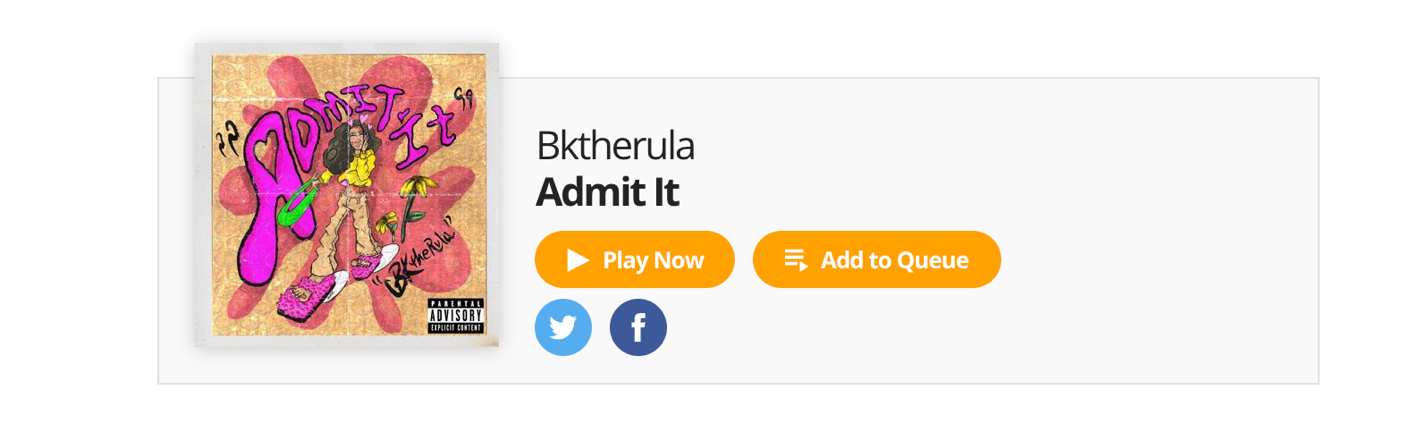 ADMIT It
"BKtheRula"
PARENTAL
ADVISORY
EXPLICIT CONTENT
Bktherula
Admit It
Play Now
Add to Queue